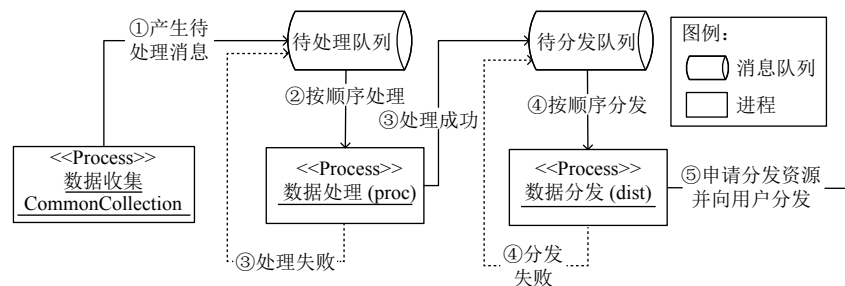 ①产生待
处理消息
待处理队列
待分发队列
图例：
消息队列
进程
②按顺序处理
③处理成功
④按顺序分发
<<Process>>
数据收集
CommonCollection
<<Process>>
数据处理 (proc)
<<Process>>
数据分发 (dist)
⑤申请分发资源
并向用户分发
③处理失败
④分发
失败